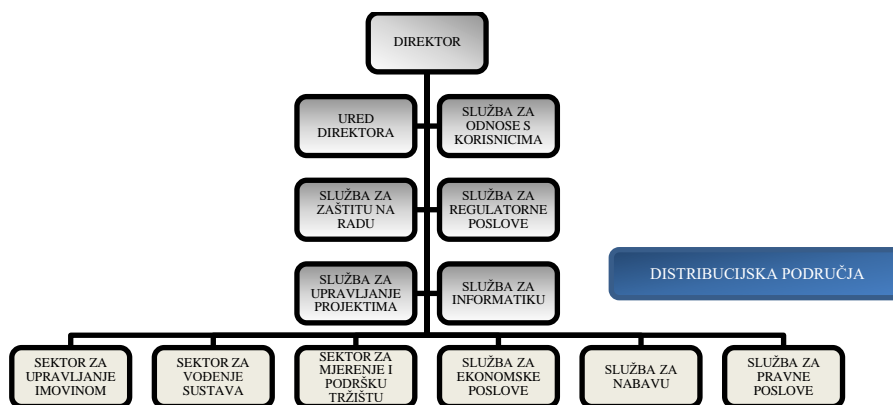 DIREKTOR
URED
DIREKTORA
SLUŽBA ZA
ODNOSE S
KORISNICIMA
SLUŽBA ZA
ZAŠTITU NA
RADU
SLUŽBA ZA
REGULATORNE
POSLOVE
SLUŽBA ZA
UPRAVLJANJE
PROJEKTIMA
SLUŽBA ZA
INFORMATIKU
DISTRIBUCIJSKA PODRUČJA
SEKTOR ZA
UPRAVLJANJE
IMOVINOM
SEKTOR ZA
VOĐENJE
SUSTAVA
SEKTOR ZA
MJERENJE I
PODRŠKU
TRŽIŠTU
SLUŽBA ZA
EKONOMSKE
POSLOVE
SLUŽBA ZA
NABAVU
SLUŽBA ZA
PRAVNE
POSLOVE